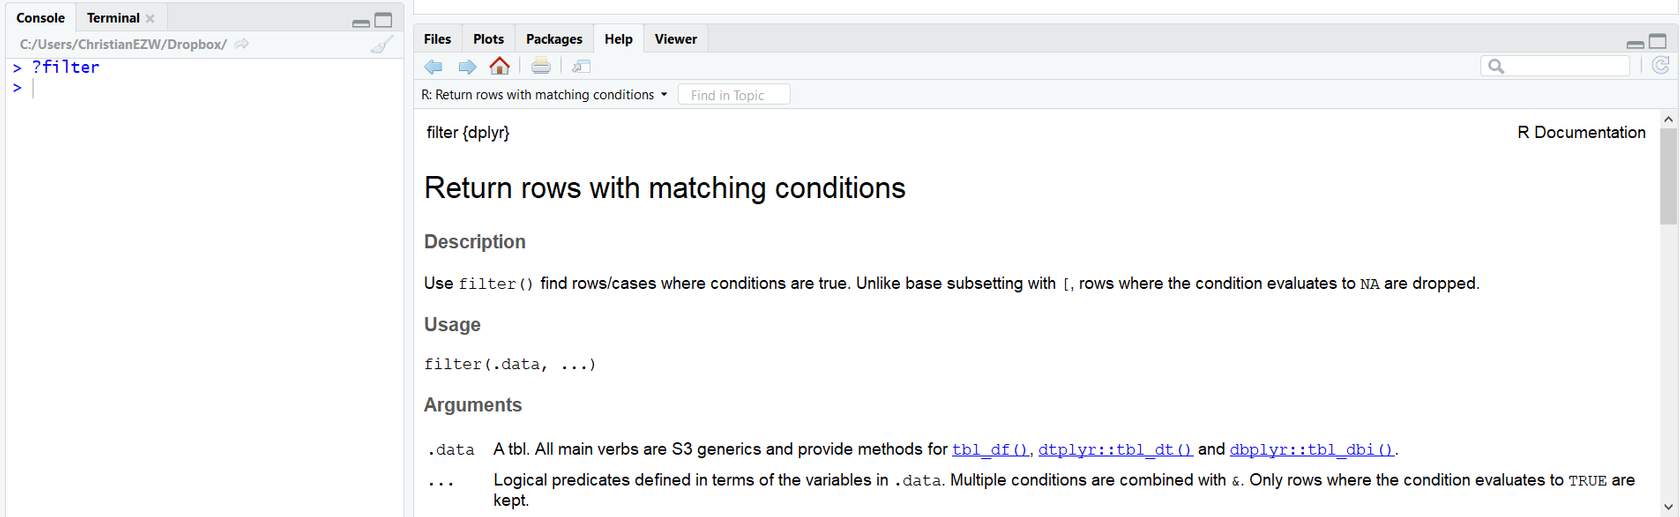 Console Terminal
C:/Users/ChristianEZW/Dropbox/
> ?filter
>
Files Plots Packages Help Viewer
R: Return rows with matching conditions Find in Topic
filter {dplyr} R Documentation
Return rows with matching conditions
Description
Use filter() find rows/cases where conditions are true. Unlike base subsetting with [, rows where the condition evaluates to NA are dropped.
Usage
filter(.data, ...)
Arguments
.data A tbl. All main verbs are S3 generics and provide methods for tbl_df(), dtplyr::tbl_dt() and dbplyr::tbl_dbi().
... Logical predicates defined in terms of the variables in .data. Multiple conditions are combined with &. Only rows where the condition evaluates to TRUE are
kept.